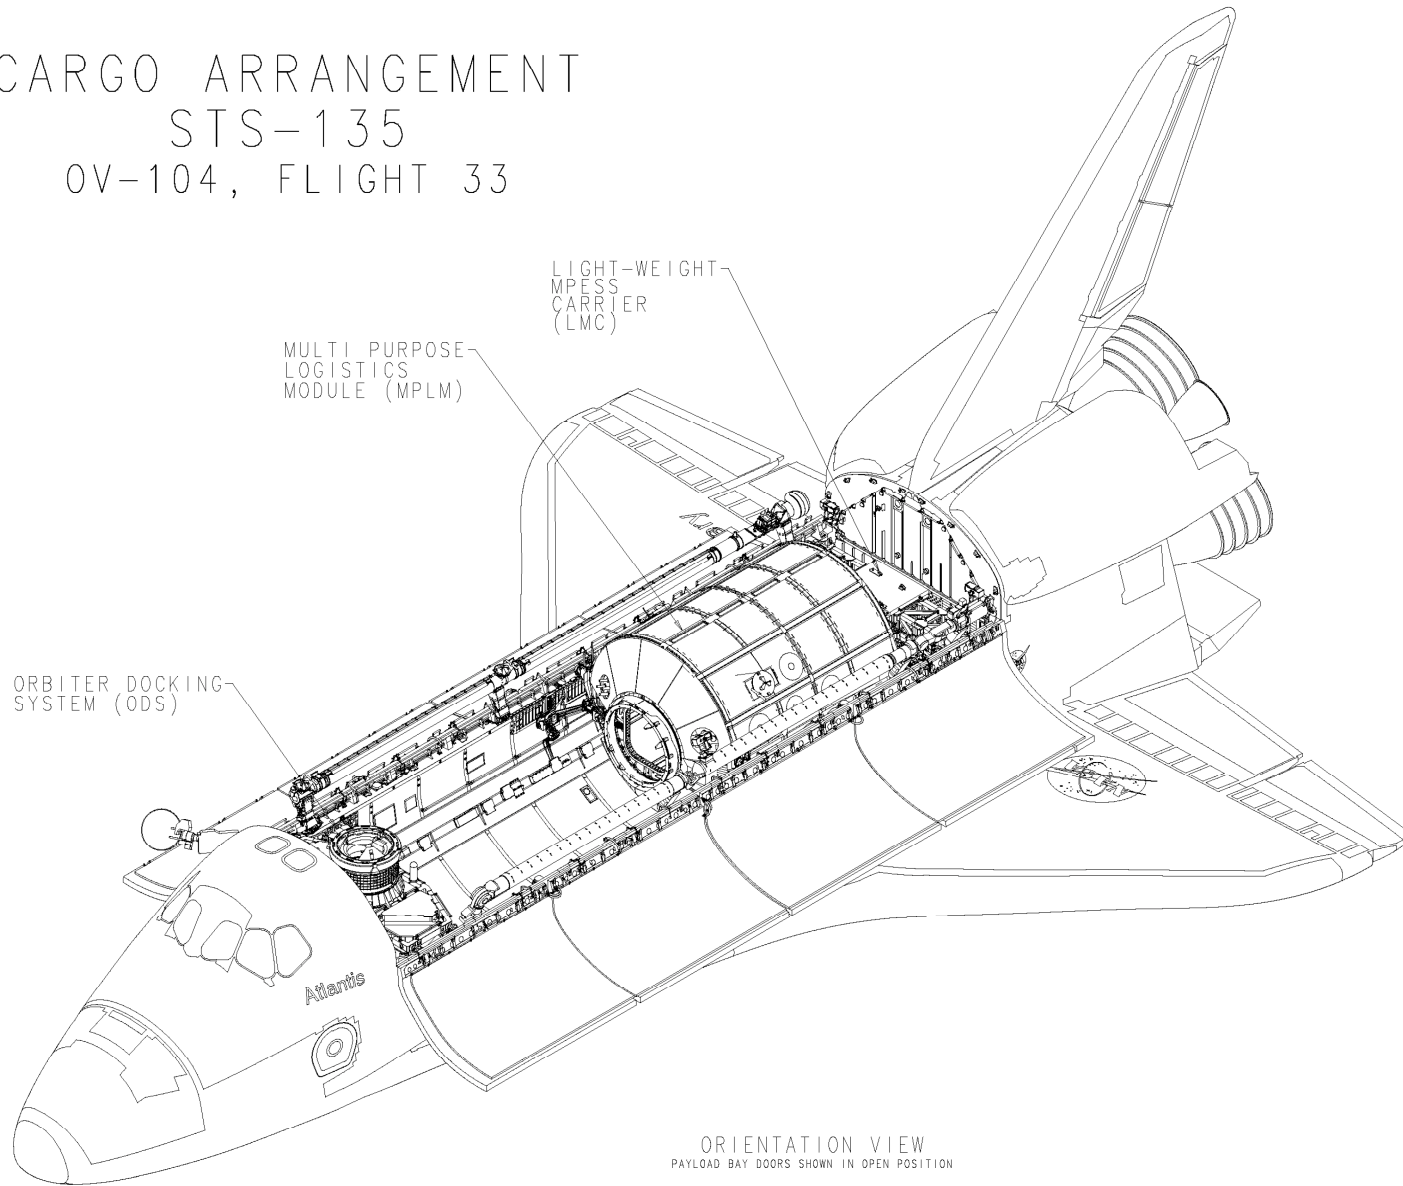 CARGO ARRANGEMENT
STS-135
OV-104, FLIGHT 33
LIGHT-WEIGHT
MPESS
CARRIER
(LMC)
MULTI PURPOSE
LOGISTICS
MODULE (MPLM)
ORBITER DOCKING
SYSTEM (ODS)
Atlantis
ORIENTATION VIEW
PAYLOAD BAY DOORS SHOWN IN OPEN POSITION